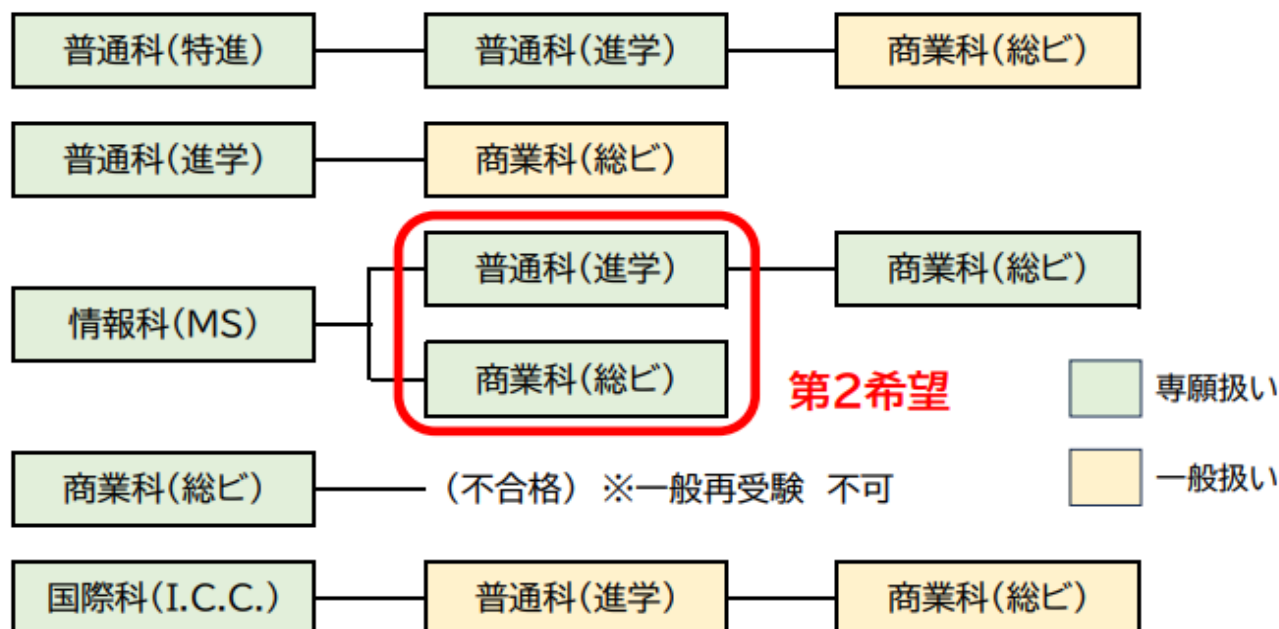 普通科(特進) 普通科(進学) 商業科(総ビ)
普通科(進学) 商業科(総ビ)
普通科(進学) 商業科(総ビ)
情報科(MS)
商業科(総ビ) 第2希望 専願扱い
商業科(総ビ) (不合格) ※一般再受験 不可 一般扱い
国際科(I.C.C.) 普通科(進学) 商業科(総ビ)